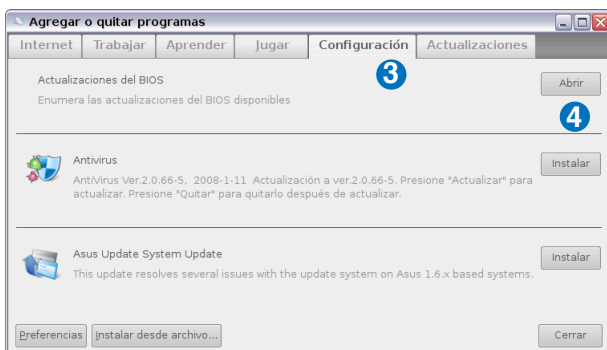 Agregar o quitar programas
Internet Trabajar Aprender Jugar Configuración Actualizaciones
3
Actualizaciones del BIOS
Abrir
Enumera las actualizaciones del BIOS disponibles
4
Antivirus
Instalar
AntiVirus Ver.2.0.66-5, 2008-1-11 Actualización a ver.2.0.66-5. Presione "Actualizar" para
actualizar. Presione "Quitar" para quitarlo después de actualizar.
Asus Update System Update
Instalar
This update resolves several issues with the update system on Asus 1.6.x based systems.
Preferencias Instalar desde archivo... Cerrar